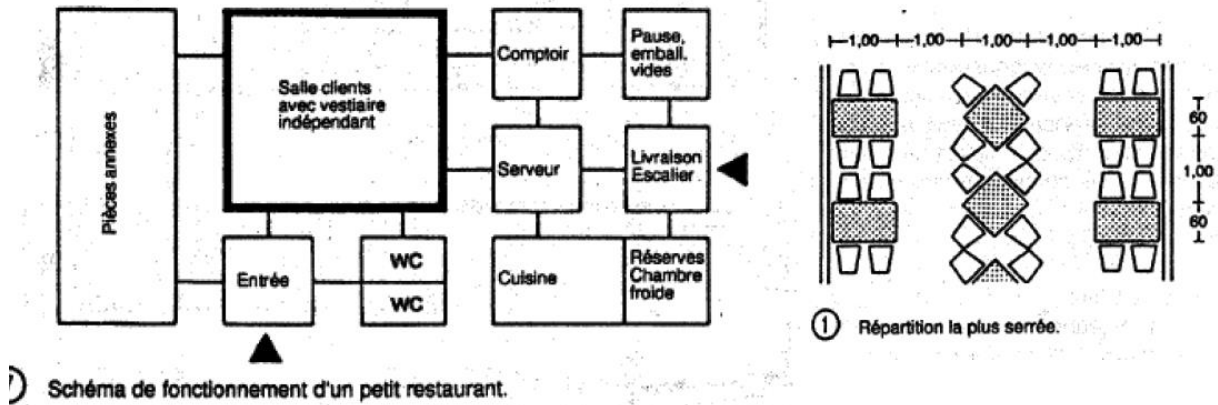 Pièces annexes
Salle clients
avec vestiaire
indépendant
Comptoir
Pause,
emball.
vides
Serveur
Livraison
Escalier
Entrée
WC
WC
Cuisine
Réserves
Chambre
froide
Schéma de fonctionnement d'un petit restaurant.
1,00
1,00
1,00
1,00
1,00
60
1,00
60
1 Répartition la plus serrée.